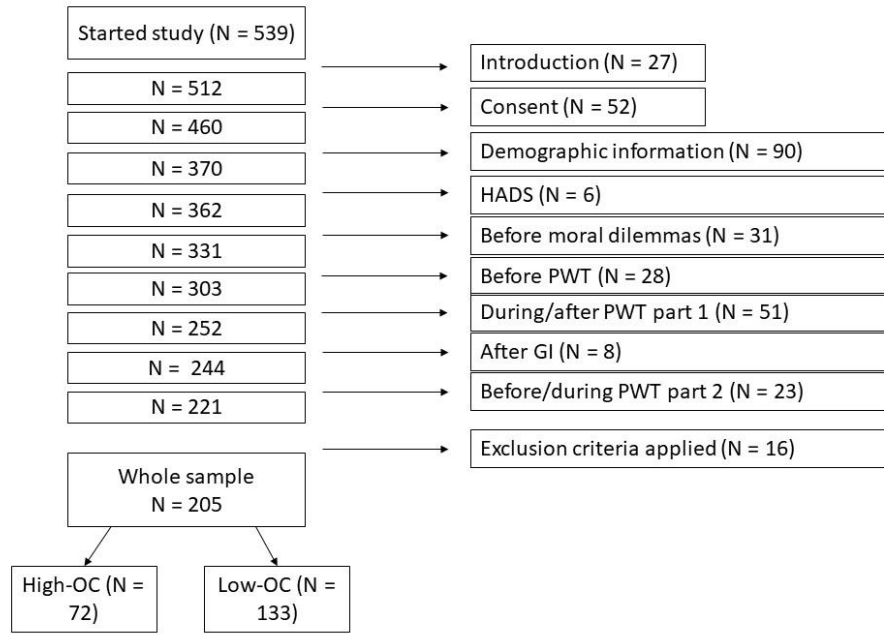 Started study (N = 539)
Introduction (N = 27)
N = 512
Consent (N = 52)
N = 460
Demographic information (N = 90)
N = 370
HADS (N = 6)
N = 362
Before moral dilemmas (N = 31)
N = 331
Before PWT (N = 28)
N = 303
During/after PWT part 1 (N = 51)
N = 252
After GI (N = 8)
N = 244
Before/during PWT part 2 (N = 23)
N = 221
Exclusion criteria applied (N = 16)
Whole sample
N = 205
High-OC (N =
72)
Low-OC (N =
133)